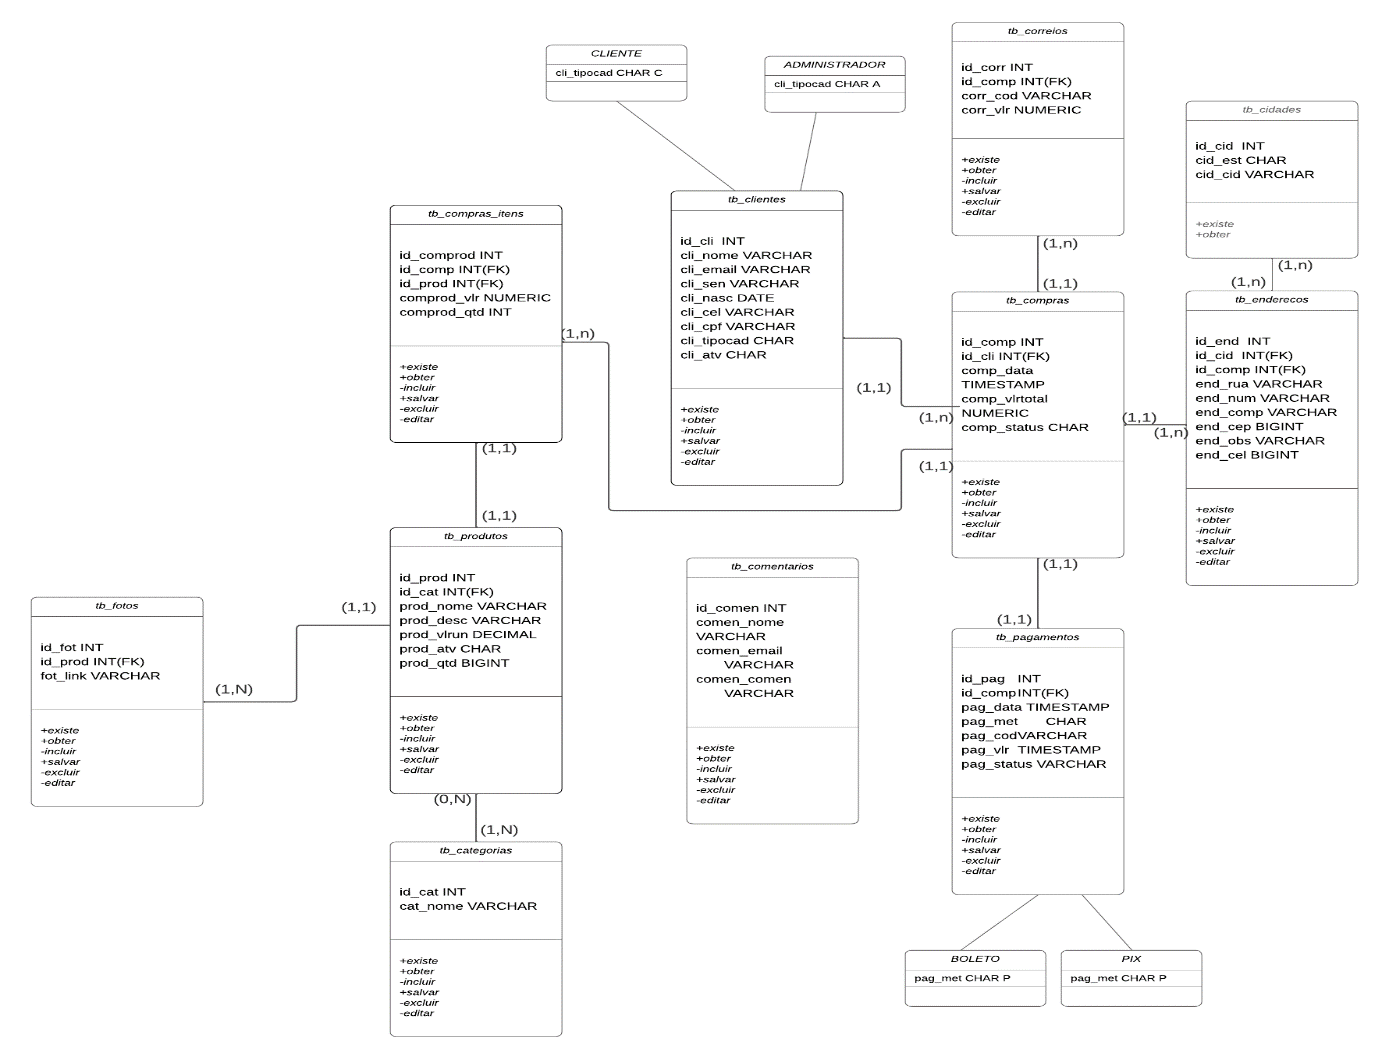 CLIENTE
cli_tipocad CHAR C
ADMINISTRADOR
cli_tipocad CHAR A
tb_correios
id_corr INT
id_comp INT(FK)
corr_cod VARCHAR
corr_vlr NUMERIC
+existe
+obter
-incluir
+salvar
-excluir
-editar
(1,n)
(1,1)
tb_cidades
id_cid INT
cid_est CHAR
cid_cid VARCHAR
+existe
+obter
(1,n)
(1,n)
tb_compras_itens
id_comprod INT
id_comp INT(FK)
id_prod INT(FK)
comprod_vlr NUMERIC
comprod_qtd INT
+existe
+obter
-incluir
+salvar
-excluir
-editar
(1,n)
(1,1)
(1,1)
tb_clientes
id_cli INT
cli_nome VARCHAR
cli_email VARCHAR
cli_sen VARCHAR
cli_nasc DATE
cli_cel VARCHAR
cli_cpf VARCHAR
cli_tipocad CHAR
cli_atv CHAR
+existe
+obter
-incluir
+salvar
-excluir
-editar
(1,1)
(1,n)
(1,1)
tb_compras
id_comp INT
id_cli INT(FK)
comp_data
TIMESTAMP
comp_vlrtotal
NUMERIC
comp_status CHAR
+existe
+obter
-incluir
+salvar
-excluir
-editar
(1,1)
(1,n)
tb_enderecos
id_end INT
id_cid INT(FK)
id_comp INT(FK)
end_rua VARCHAR
end_num VARCHAR
end_comp VARCHAR
end_cep BIGINT
end_obs VARCHAR
end_cel BIGINT
+existe
+obter
-incluir
+salvar
-excluir
-editar
(1,1)
(1,1)
tb_fotos
id_fot INT
id_prod INT(FK)
fot_link VARCHAR
+existe
+obter
-incluir
+salvar
-excluir
-editar
(1,1)
(1,N)
tb_produtos
id_prod INT
id_cat INT(FK)
prod_nome VARCHAR
prod_desc VARCHAR
prod_vlrun DECIMAL
prod_atv CHAR
prod_qtd BIGINT
+existe
+obter
-incluir
+salvar
-excluir
-editar
(0,N)
(1,N)
tb_comentarios
id_comen INT
comen_nome
VARCHAR
comen_email
VARCHAR
comen_comen
VARCHAR
+existe
+obter
-incluir
+salvar
-excluir
-editar
tb_pagamentos
id_pag INT
id_compINT(FK)
pag_data TIMESTAMP
pag_met CHAR
pag_codVARCHAR
pag_vlr TIMESTAMP
pag_status VARCHAR
+existe
+obter
-incluir
+salvar
-excluir
-editar
tb_categorias
id_cat INT
cat_nome VARCHAR
+existe
+obter
-incluir
+salvar
-excluir
-editar
BOLETO
pag_met CHAR P
PIX
pag_met CHAR P